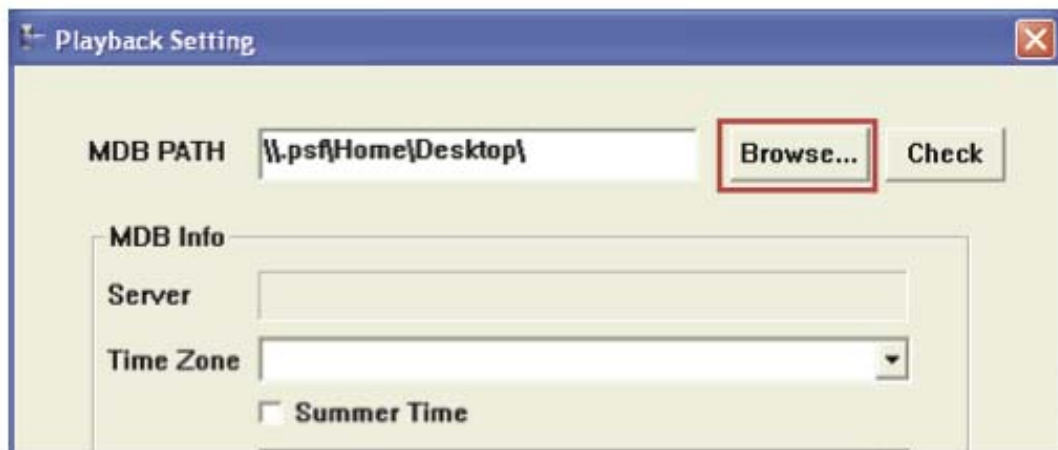 Playback Setting
MDB PATH \\.psf\Home\Desktop\ Browse... Check
MDB Info
Server
Time Zone
Summer Time